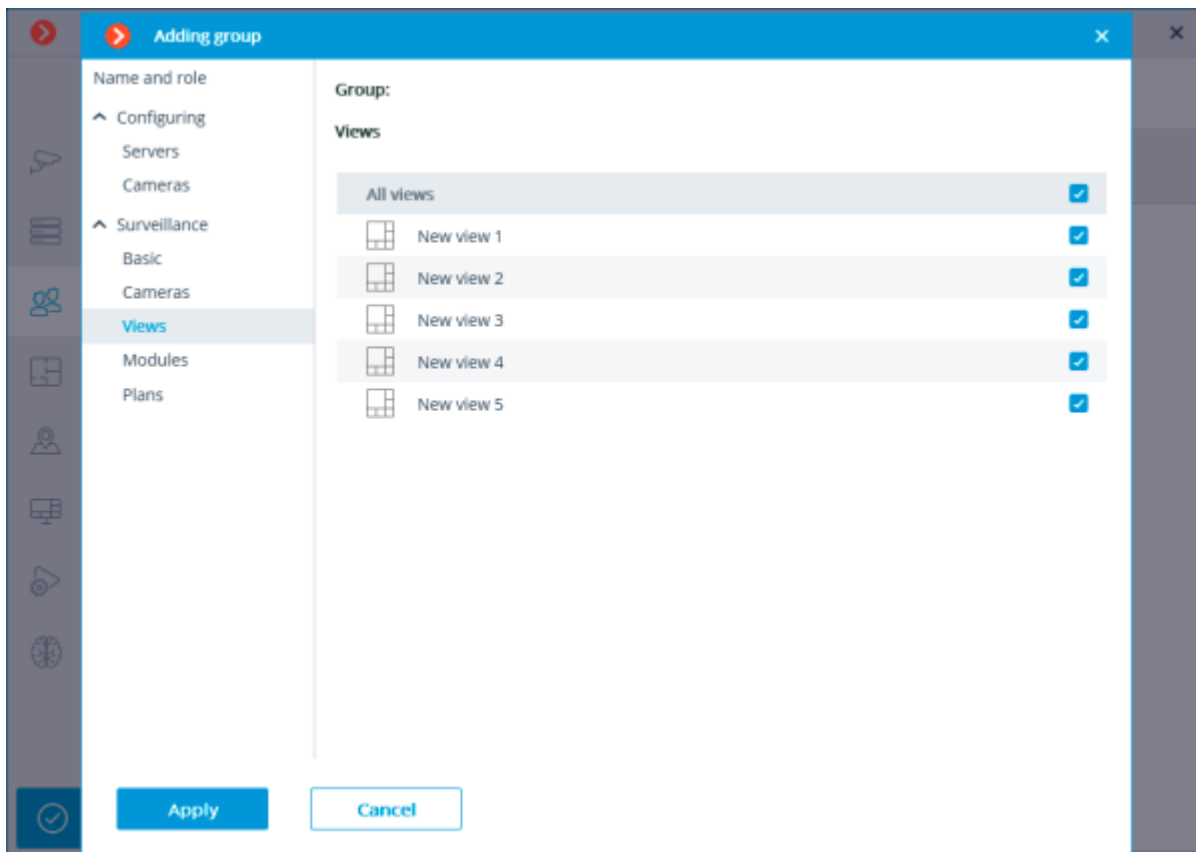 Adding group
Name and role
Configuring
Servers
Cameras
Surveillance
Basic
Cameras
Views
Modules
Plans
Group:
Views
All views
New view 1
New view 2
New view 3
New view 4
New view 5
Apply
Cancel